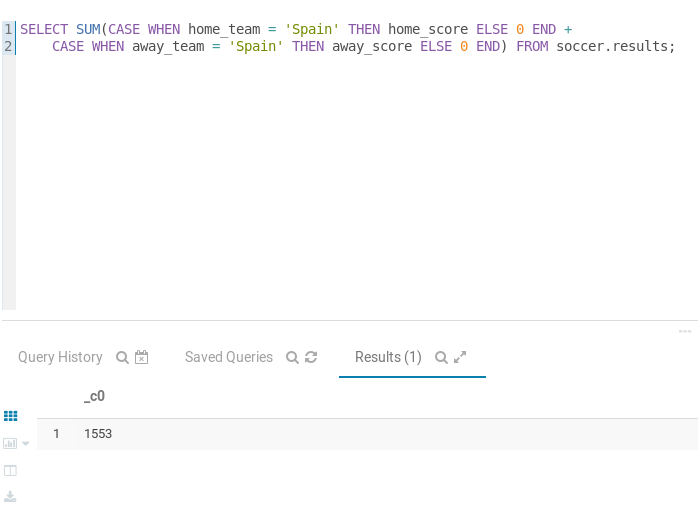 1 SELECT SUM(CASE WHEN home_team = 'Spain' THEN home_score ELSE 0 END +
2 CASE WHEN away_team = 'Spain' THEN away_score ELSE 0 END) FROM soccer.results;
Query History Saved Queries Results (1)
_c0
1 1553